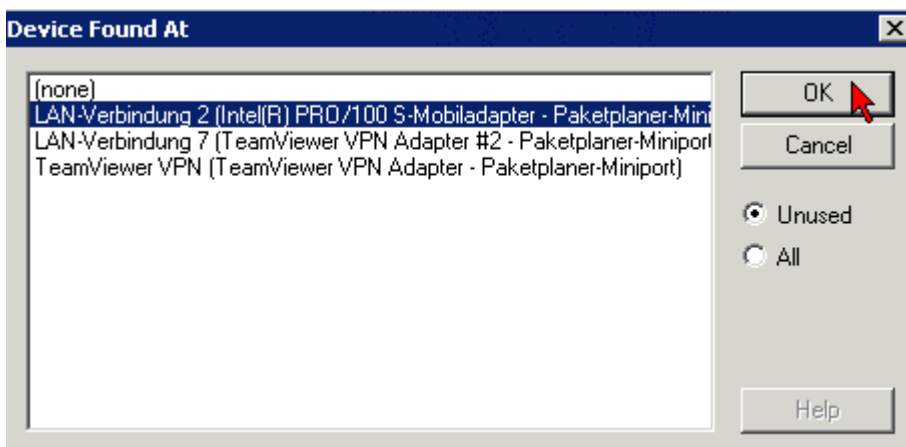 Device Found At
(none)
LAN-Verbindung 2 (Intel(R) PRO/100 S-Mobiladapter - Paketplaner-Mini
LAN-Verbindung 7 (TeamViewer VPN Adapter #2 - Paketplaner-Miniport
TeamViewer VPN (TeamViewer VPN Adapter - Paketplaner-Miniport)
OK
Cancel
Unused
All
Help